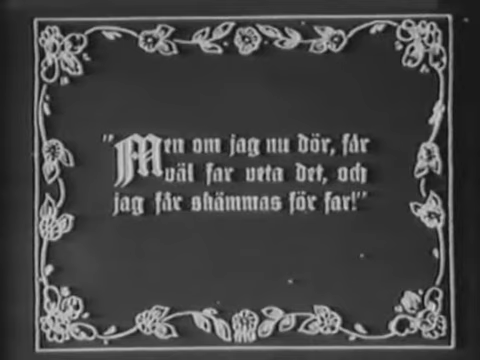 "Men om jag nu dör, får
väl far veta det, och
jag får skämmas för far!"